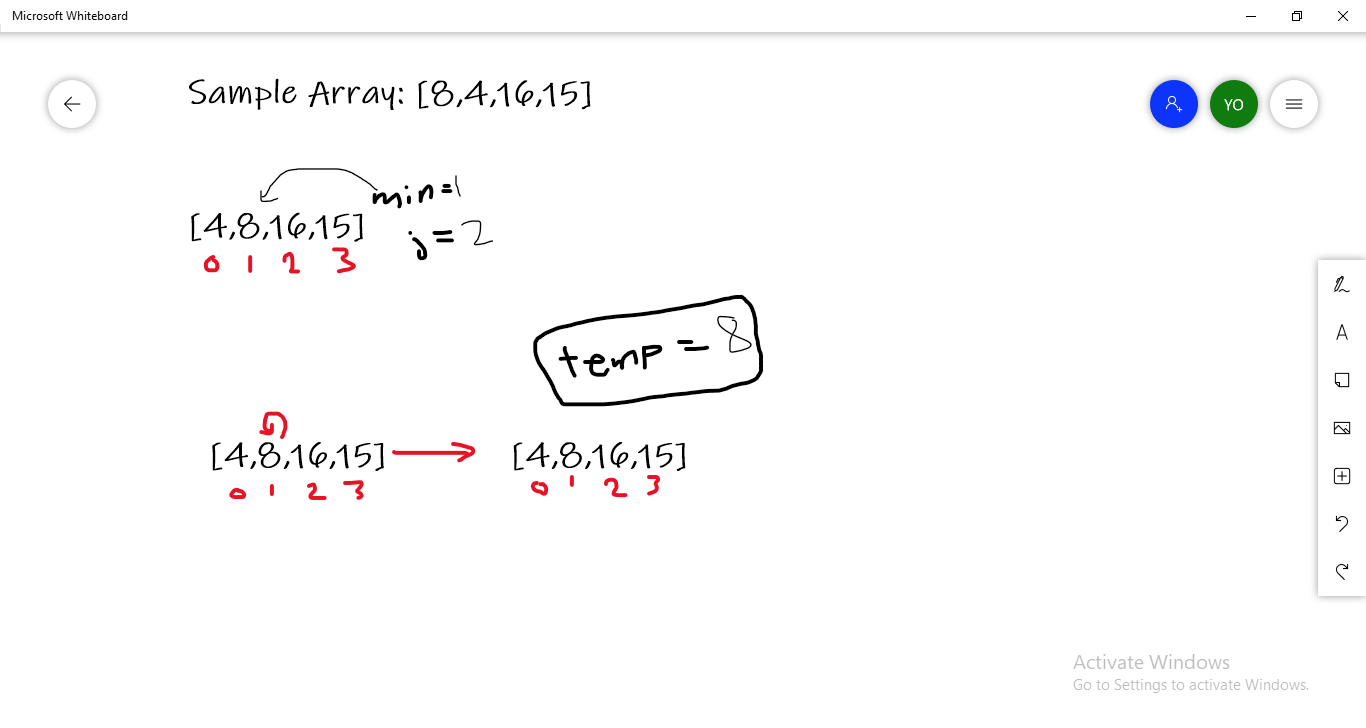 Microsoft Whiteboard
Sample Array: [8,4,16,15]
YO
min=1
[4,8,16,15]
j=2
0 1 2 3
temp=8
[4,8,16,15] [4,8,16,15]
0 1 2 3 0 1 2 3
A
Activate Windows
Go to Settings to activate Windows.